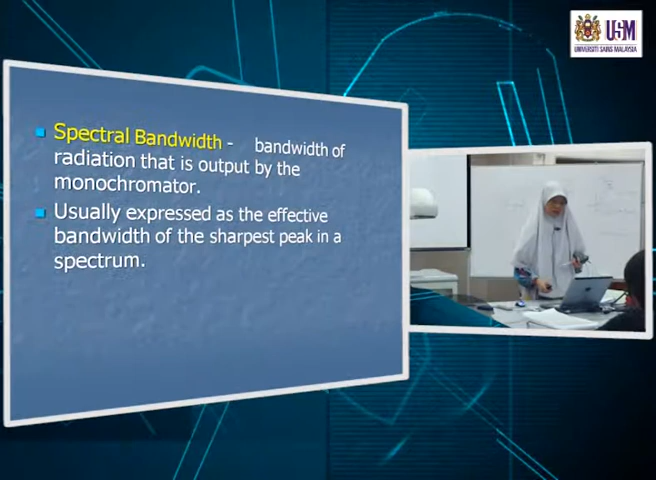 USM
UNIVERSITI SAINS MALAYSIA
Spectral Bandwidth - bandwidth of
radiation that is output by the
monochromator.
Usually expressed as the effective
bandwidth of the sharpest peak in a
spectrum.